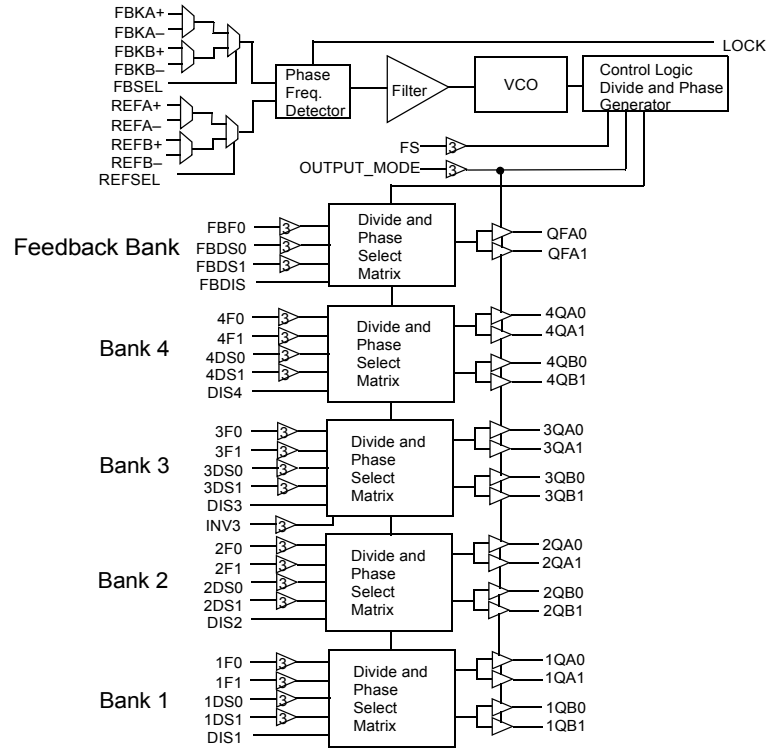 FBKA+
FBKA–
FBKB+
FBKB–
FBSEL
REFA+
REFA–
REFB+
REFB–
REFSEL
Phase
Freq.
Detector
Filter
VCO
Control Logic
Divide and Phase
Generator
LOCK
FS
3
OUTPUT_MODE
3
Feedback Bank
FBF0
3
FBDS0
3
FBDS1
3
FBDIS
Divide and
Phase
Select
Matrix
QFA0
QFA1
Bank 4
4F0
3
4F1
3
4DS0
3
4DS1
3
DIS4
Divide and
Phase
Select
Matrix
4QA0
4QA1
4QB0
4QB1
Bank 3
3F0
3
3F1
3
3DS0
3
3DS1
3
DIS3
INV3
3
Divide and
Phase
Select
Matrix
3QA0
3QA1
3QB0
3QB1
Bank 2
2F0
3
2F1
3
2DS0
3
2DS1
3
DIS2
Divide and
Phase
Select
Matrix
2QA0
2QA1
2QB0
2QB1
Bank 1
1F0
3
1F1
3
1DS0
3
1DS1
3
DIS1
Divide and
Phase
Select
Matrix
1QA0
1QA1
1QB0
1QB1